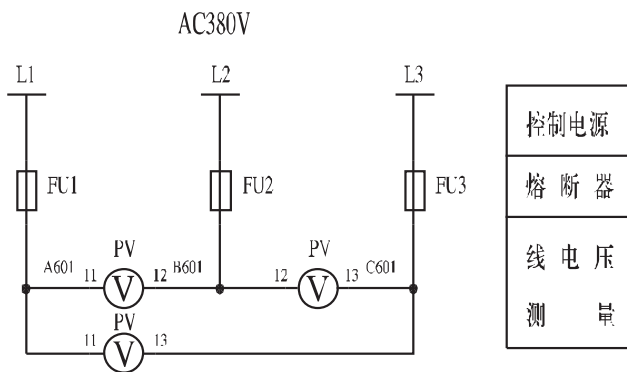 AC380V
L1 L2 L3
控制电源
熔断器
FU1 FU2 FU3
线电压
测量
PV PV
A601 11 V 12 B601 12 V 13 C601
PV
11 V 13